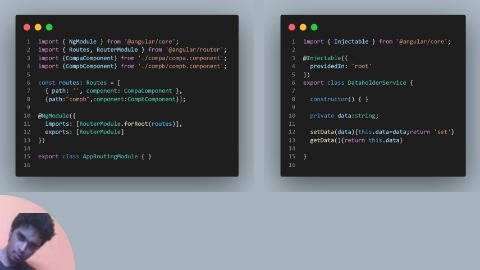 1 import { NgModule } from '@angular/core';
2 import { Routes, RouterModule } from '@angular/router';
3 import {CompaComponent} from './compa/compa.component';
4 import {CompbComponent} from './compb/compb.component';
5
6 const routes: Routes = [
7 { path: '', component: CompaComponent },
8 {path:"compb",component:CompbComponent}];
9
10 @NgModule({
11 imports: [RouterModule.forRoot(routes)],
12 exports: [RouterModule]
13 })
14
15 export class AppRoutingModule { }
16
1 import { Injectable } from '@angular/core';
2
3 @Injectable({
4 providedIn: 'root'
5 })
6 export class DataholderService {
7
8 constructor() { }
9
10 private data:string;
11
12 setData(data){this.data=data;return 'set'}
13 getData(){return this.data}
14
15 }
16